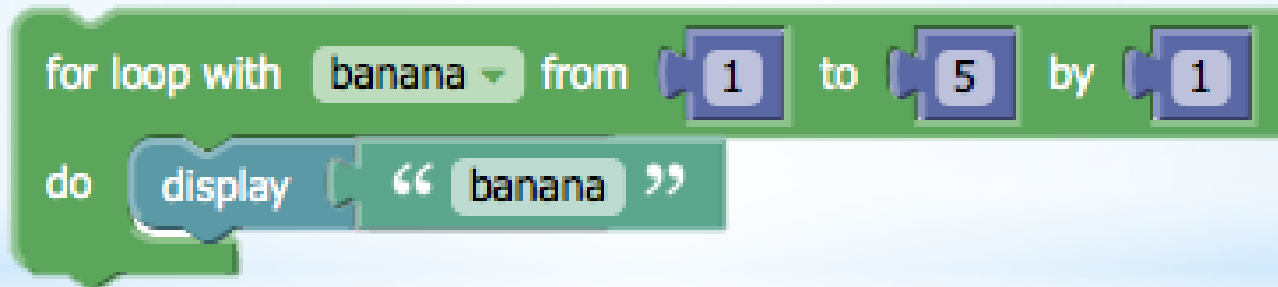 for loop with banana from 1 to 5 by 1
do display “ banana ”